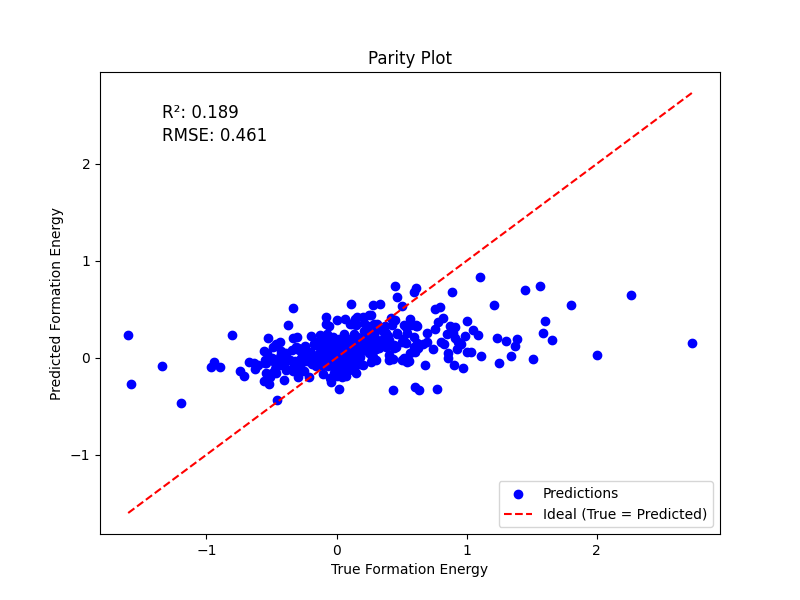 Parity Plot
R²: 0.189
RMSE: 0.461
2
1
0
−1
Predicted Formation Energy
Predictions
Ideal (True = Predicted)
−1 0 1 2
True Formation Energy